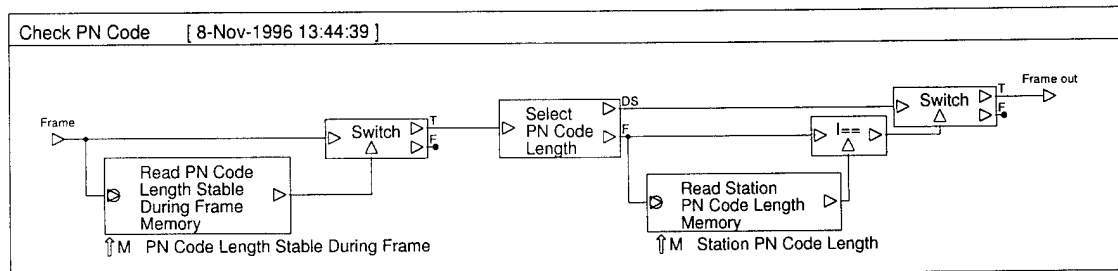 Check PN Code [ 8-Nov-1996 13:44:39 ]
Frame
Switch
T
F
Read PN Code
Length Stable
During Frame
Memory
M PN Code Length Stable During Frame
Select
PN Code
Length
DS
F
I==
Read Station
PN Code Length
Memory
M Station PN Code Length
Switch
T
F
Frame out